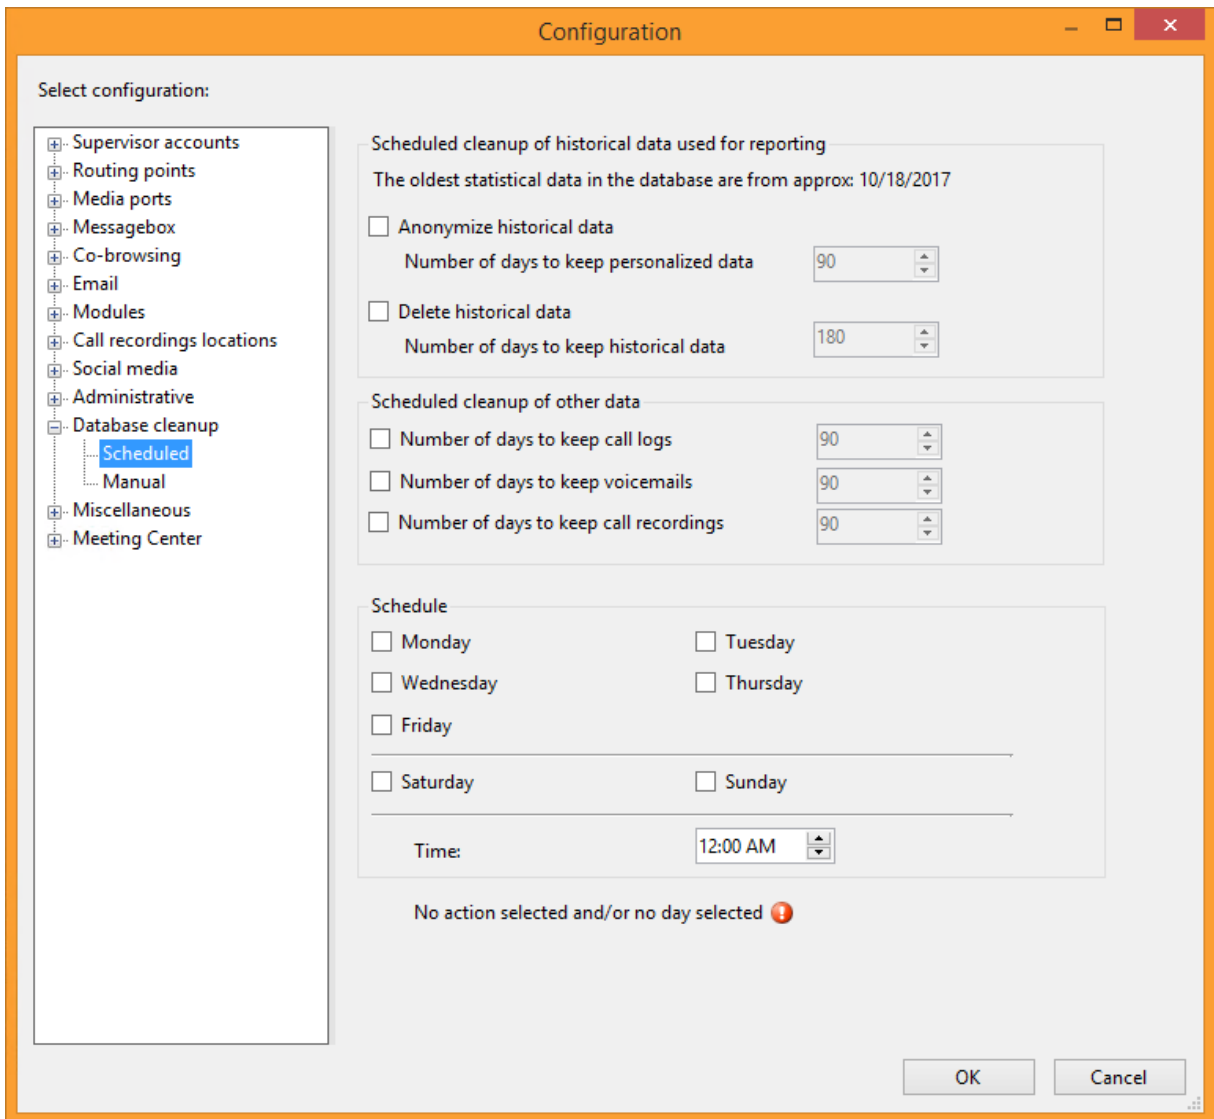 Configuration
Select configuration:
Supervisor accounts
Routing points
Media ports
Messagebox
Co-browsing
Email
Modules
Call recordings locations
Social media
Administrative
Database cleanup
Scheduled
Manual
Miscellaneous
Meeting Center
Scheduled cleanup of historical data used for reporting
The oldest statistical data in the database are from approx: 10/18/2017
Anonymize historical data
Number of days to keep personalized data 90
Delete historical data
Number of days to keep historical data 180
Scheduled cleanup of other data
Number of days to keep call logs 90
Number of days to keep voicemails 90
Number of days to keep call recordings 90
Schedule
Monday Tuesday
Wednesday Thursday
Friday
Saturday Sunday
Time: 12:00 AM
No action selected and/or no day selected
OK Cancel